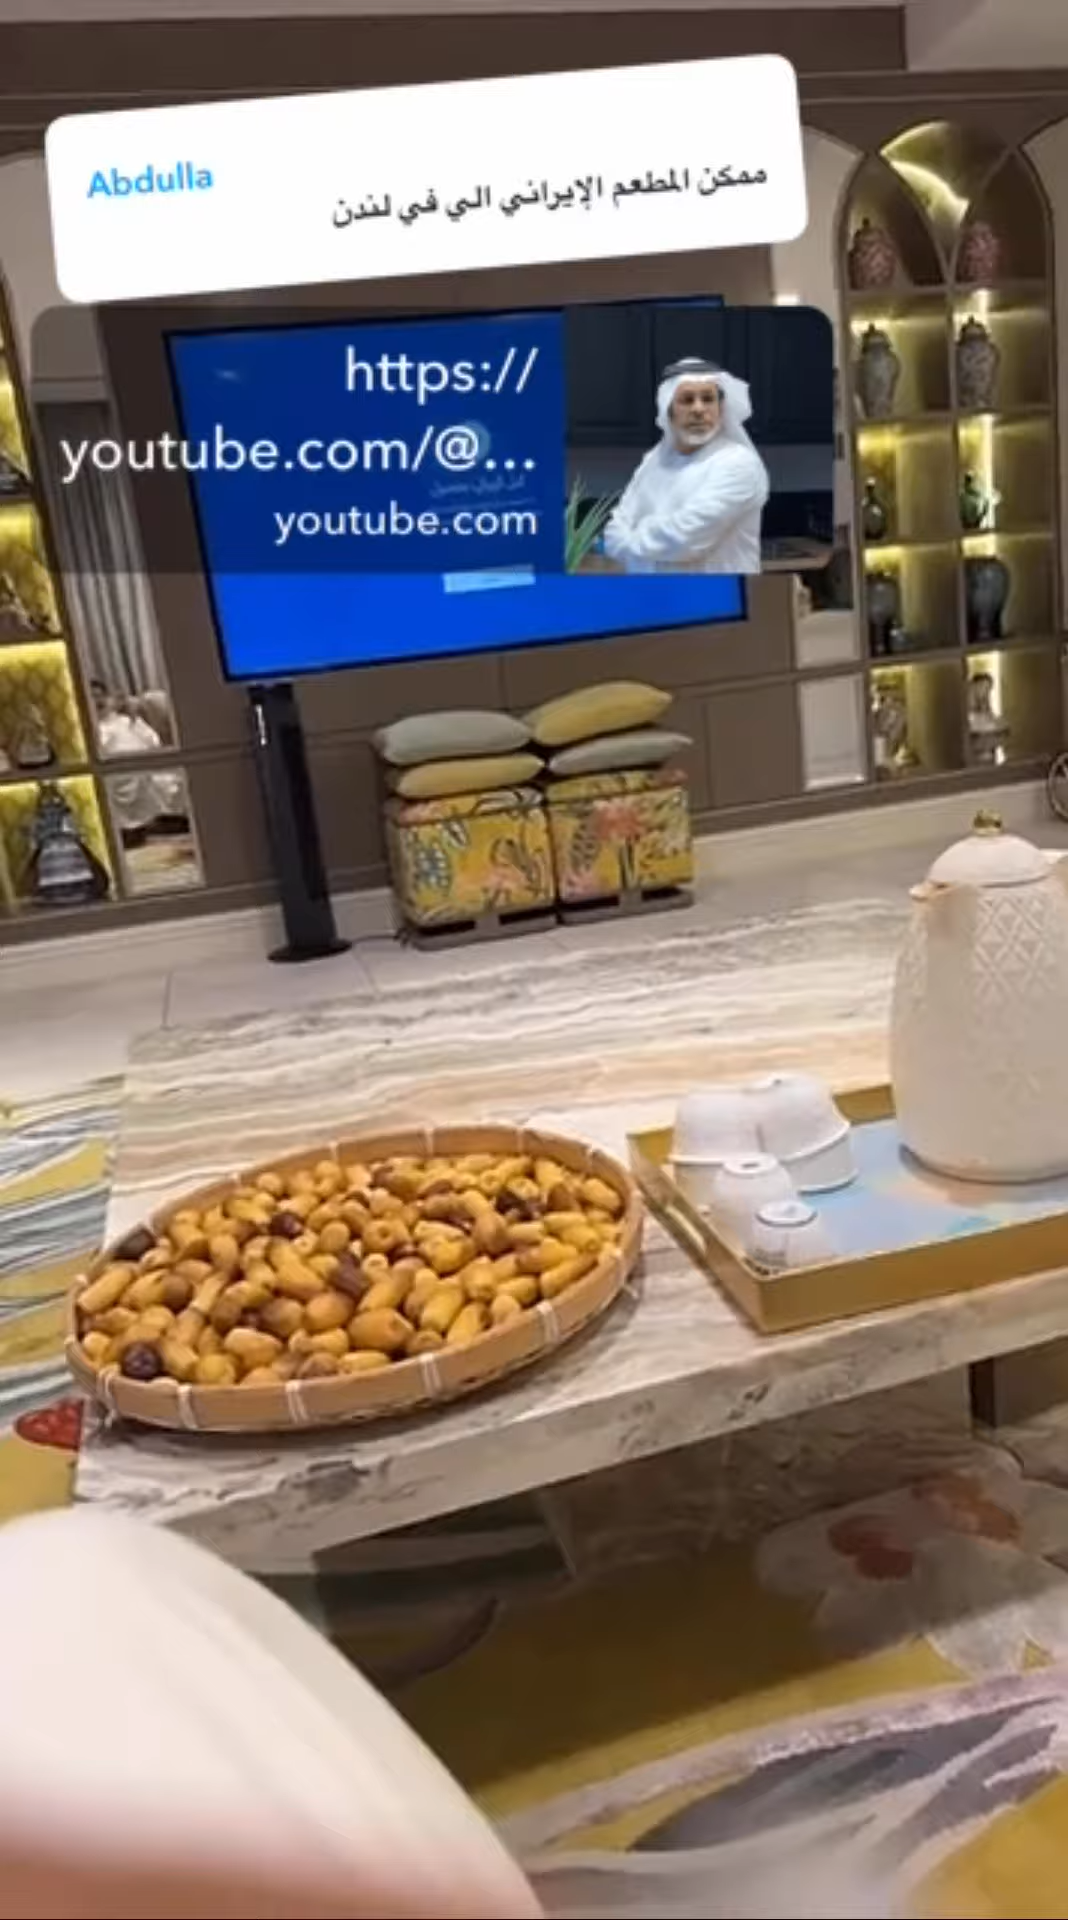 Abdulla
ممكن المطعم الإيراني الي في لندن
https://
youtube.com/@...
youtube.com